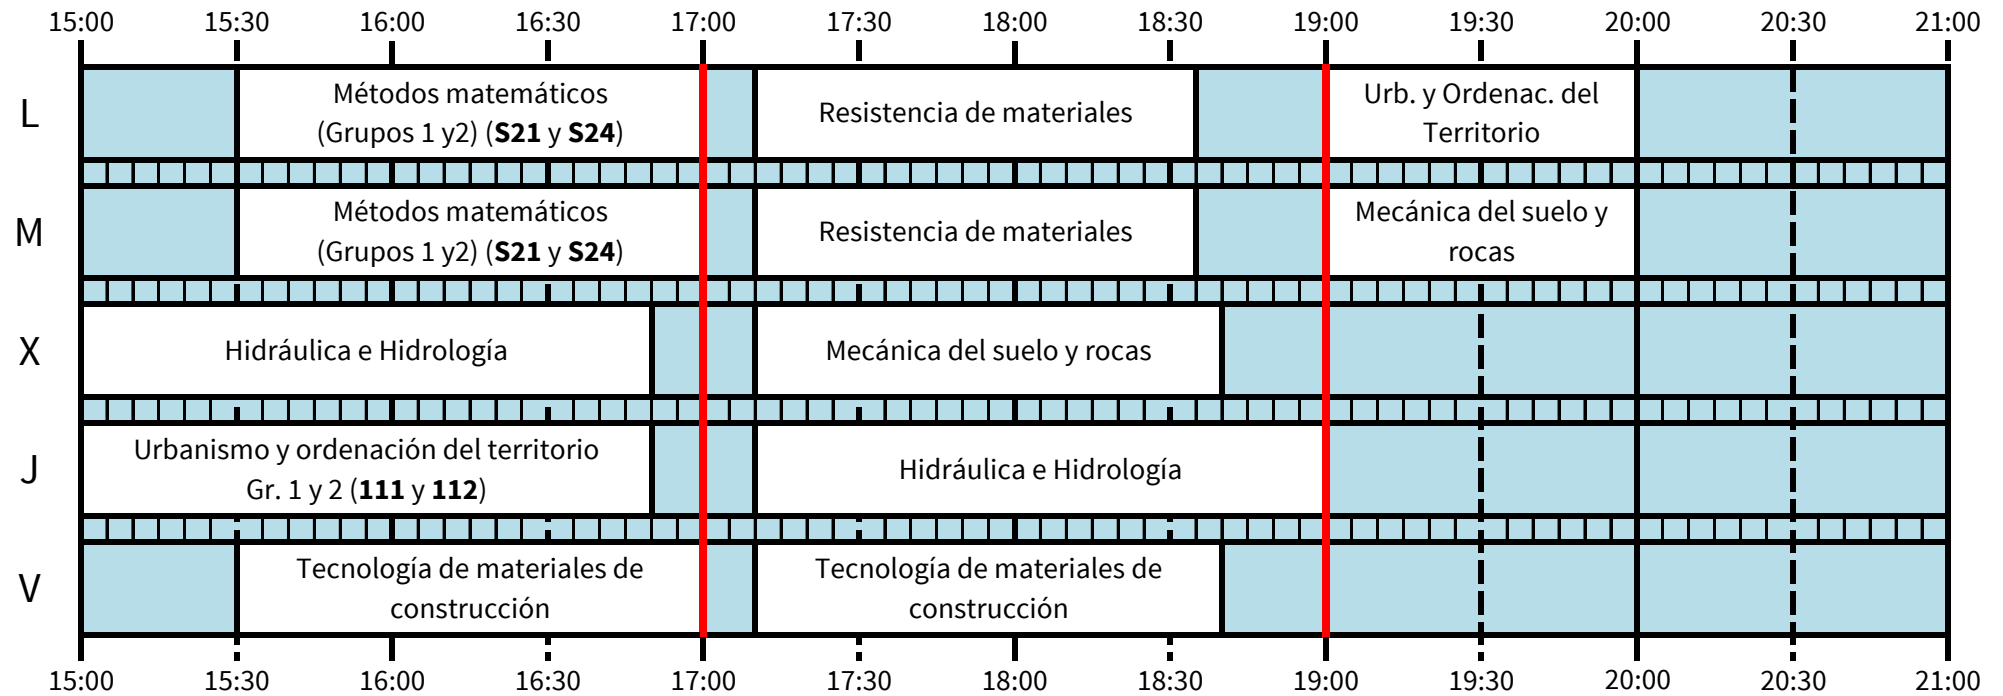 15:00 15:30 16:00 16:30 17:00 17:30 18:00 18:30 19:00 19:30 20:00 20:30 21:00
L
Métodos matemáticos
(Grupos 1 y2) (S21 y S24)
Resistencia de materiales
Urb. y Ordenac. del
Territorio
M
Métodos matemáticos
(Grupos 1 y2) (S21 y S24)
Resistencia de materiales
Mecánica del suelo y
rocas
X
Hidráulica e Hidrología
Mecánica del suelo y rocas
J
Urbanismo y ordenación del territorio
Gr. 1 y 2 (111 y 112)
Hidráulica e Hidrología
V
Tecnología de materiales de
construcción
Tecnología de materiales de
construcción
15:00 15:30 16:00 16:30 17:00 17:30 18:00 18:30 19:00 19:30 20:00 20:30 21:00